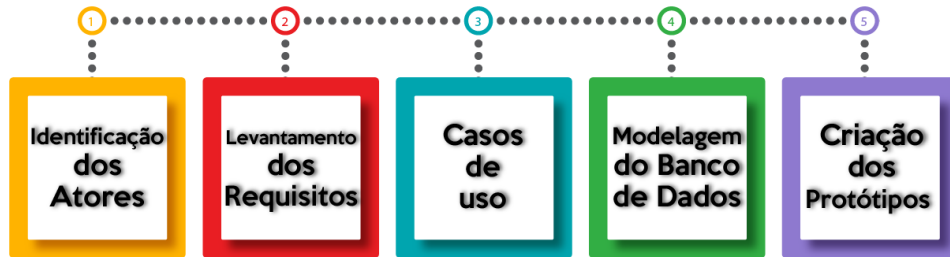 1
2
3
4
5
Identificação
dos
Atores
Levantamento
dos
Requisitos
Casos
de
uso
Modelagem
do Banco
de Dados
Criação
dos
Protótipos